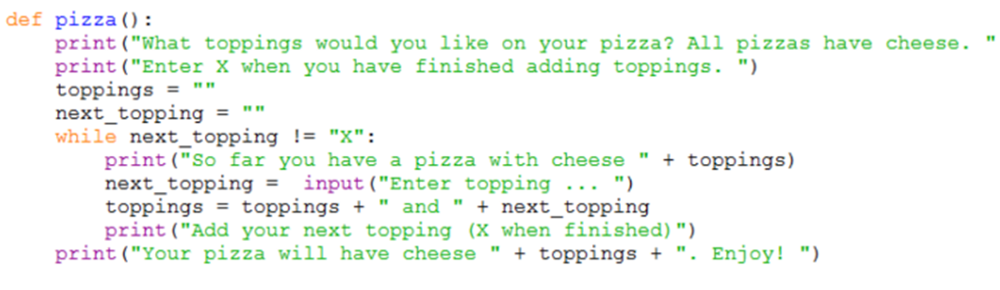 def pizza():
    print("What toppings would you like on your pizza? All pizzas have cheese. "
    print("Enter X when you have finished adding toppings. ")
    toppings = ""
    next_topping = ""
    while next_topping != "X":
        print("So far you have a pizza with cheese " + toppings)
        next_topping =  input("Enter topping ... ")
        toppings = toppings + " and " + next_topping
        print("Add your next topping (X when finished)")
    print("Your pizza will have cheese " + toppings + ". Enjoy! ")